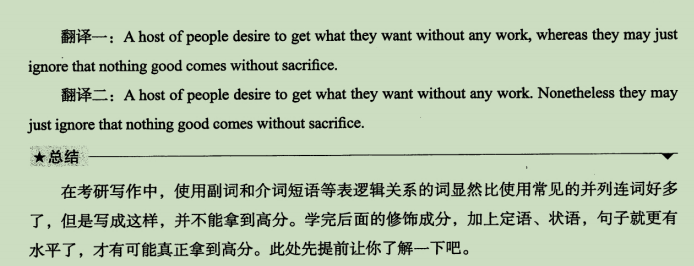 翻译一：A host of people desire to get what they want without any work, whereas they may just
ignore that nothing good comes without sacrifice.
翻译二：A host of people desire to get what they want without any work. Nonetheless they may
just ignore that nothing good comes without sacrifice.
★总结
在考研写作中，使用副词和介词短语等表逻辑关系的词显然比使用常见的并列连词好多
了，但是写成这样，并不能拿到高分。学完后面的修饰成分，加上定语、状语，句子就更有
水平了，才有可能真正拿到高分。此处先提前让你了解一下吧。